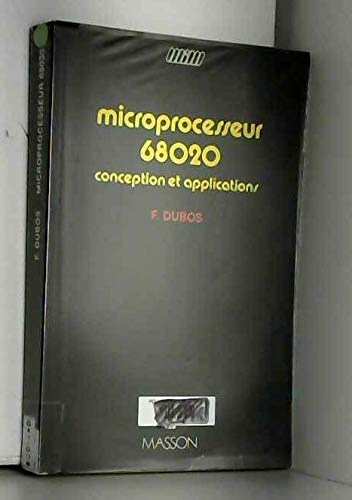 microprocesseur
68020
conception et applications
F. DUBOS
MASSON
F. DUBOS MICROPROCESSEUR 68020